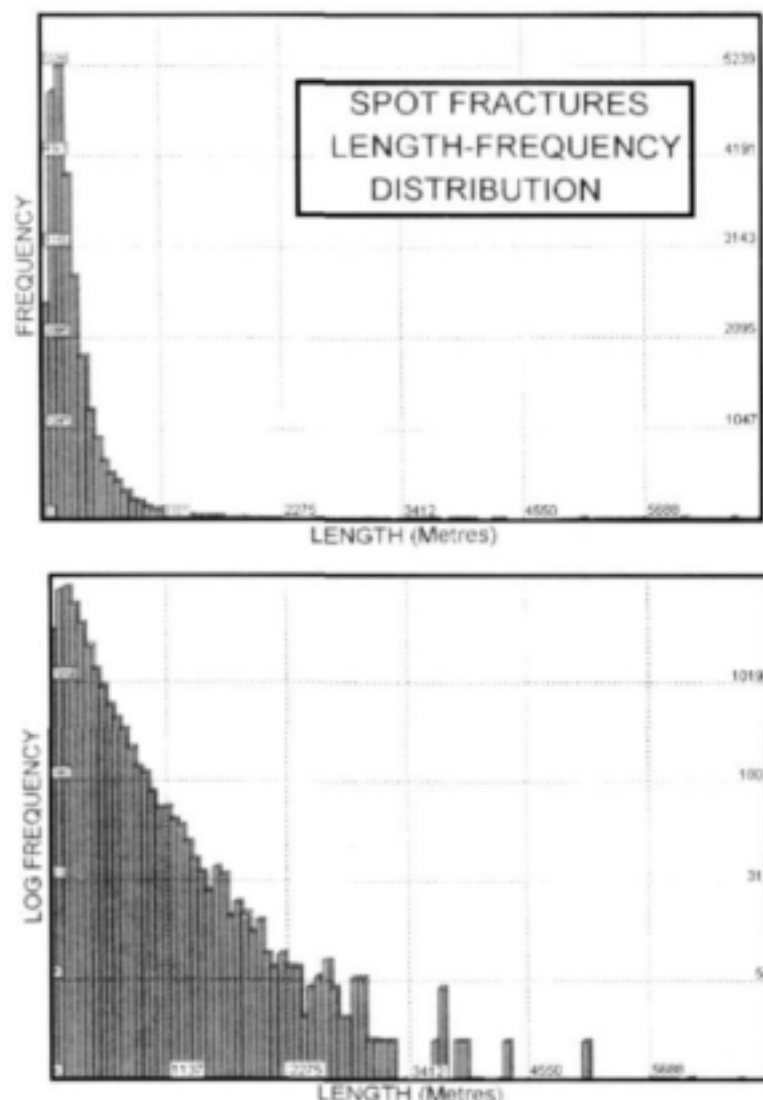 5239
SPOT FRACTURES
LENGTH-FREQUENCY
DISTRIBUTION
4191
3143
2095
1047
FREQUENCY
2275
3412
4550
5688
LENGTH (Metres)
1019
31
5
LOG FREQUENCY
1137
2275
3412
4550
5688
LENGTH (Metres)